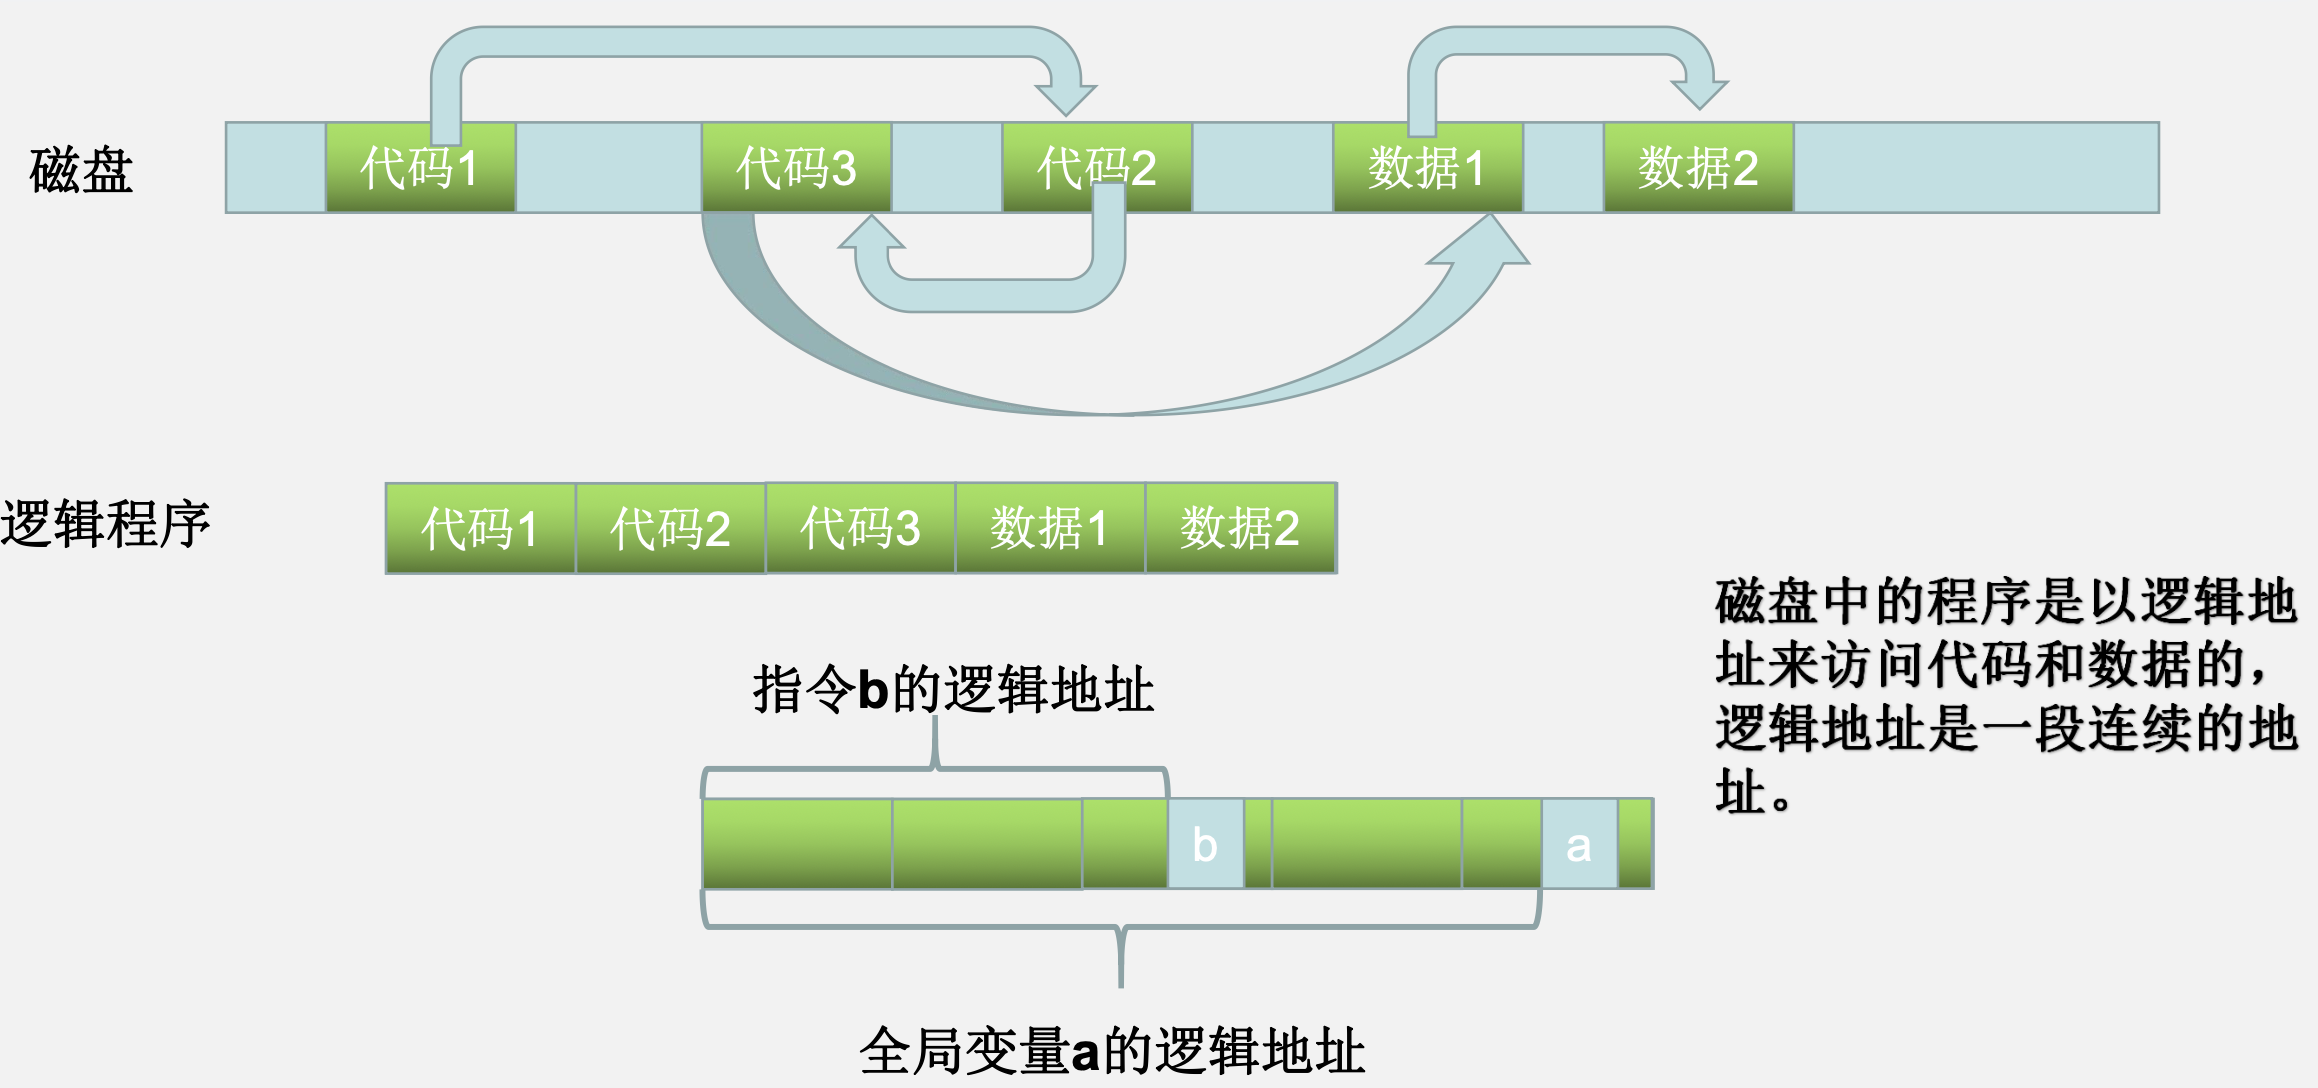 磁盘
代码1
代码3
代码2
数据1
数据2
逻辑程序
代码1
代码2
代码3
数据1
数据2
磁盘中的程序是以逻辑地
址来访问代码和数据的，
逻辑地址是一段连续的地
址。
指令b的逻辑地址
b
a
全局变量a的逻辑地址